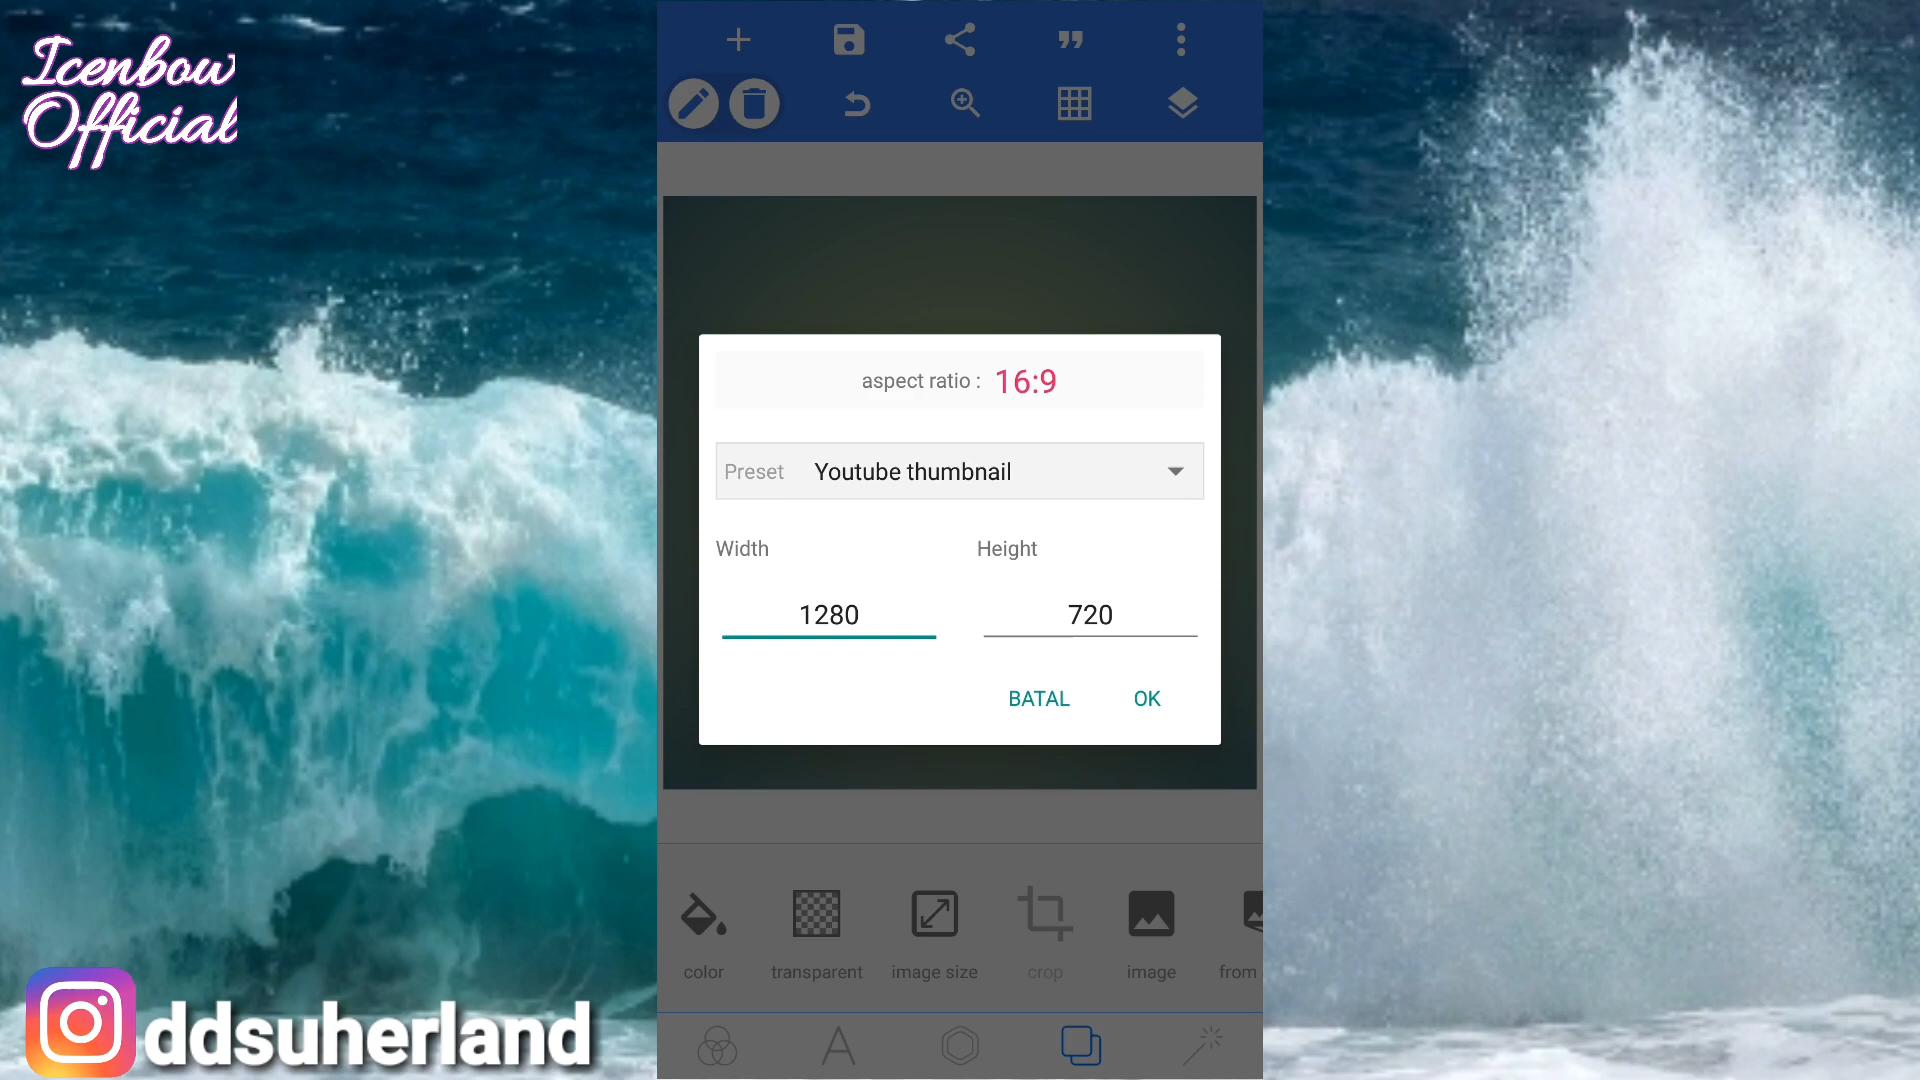 Icenbow
Official
aspect ratio : 16:9
Preset Youtube thumbnail
Width Height
1280 720
BATAL OK
color transparent image size crop image from
ddsuherland